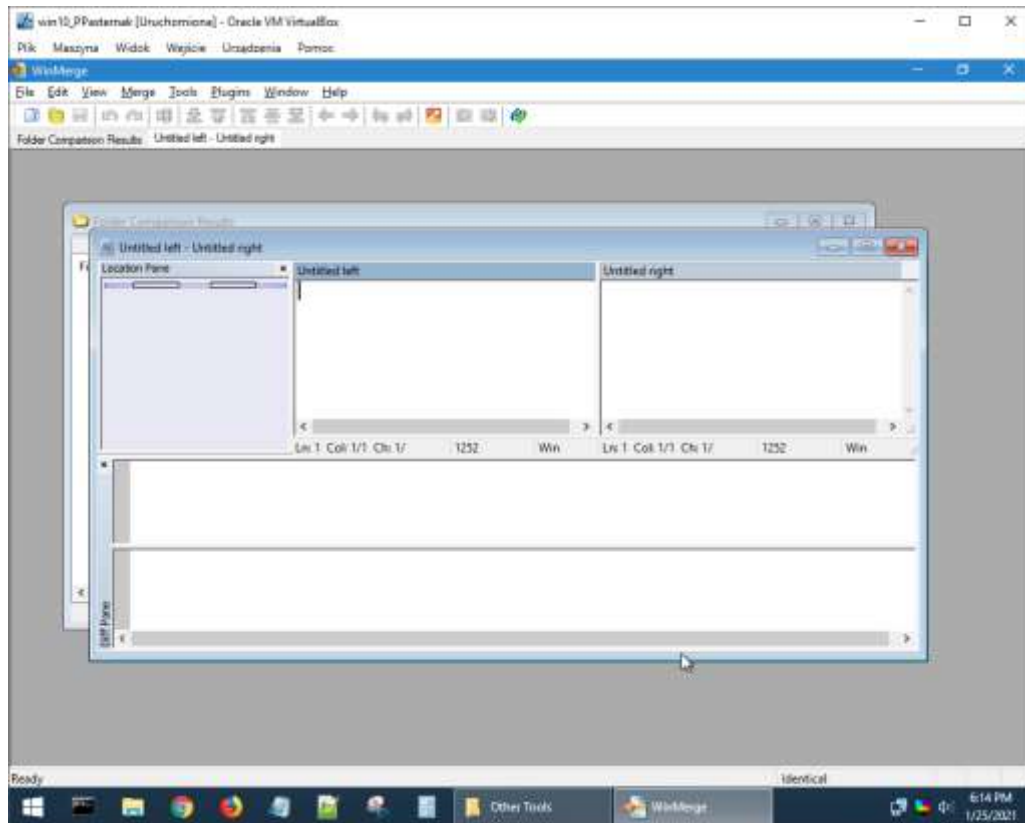 win10_PPasternak [Uruchomiona] - Oracle VM VirtualBox
Plik Maszyna Widok Wejście Urządzenia Pomoc
WinMerge
File Edit View Merge Tools Plugins Window Help
Folder Comparison Results Untitled left - Untitled right
Folder Comparison Results
Untitled left - Untitled right
Location Pane
Untitled left
Untitled right
Ln: 1 Col: 1/1 Ch: 1/ 1252 Win
Ln: 1 Col: 1/1 Ch: 1/ 1252 Win
Diff Pane
Ready
Identical
Other Tools
WinMerge
6:14 PM
1/25/2021